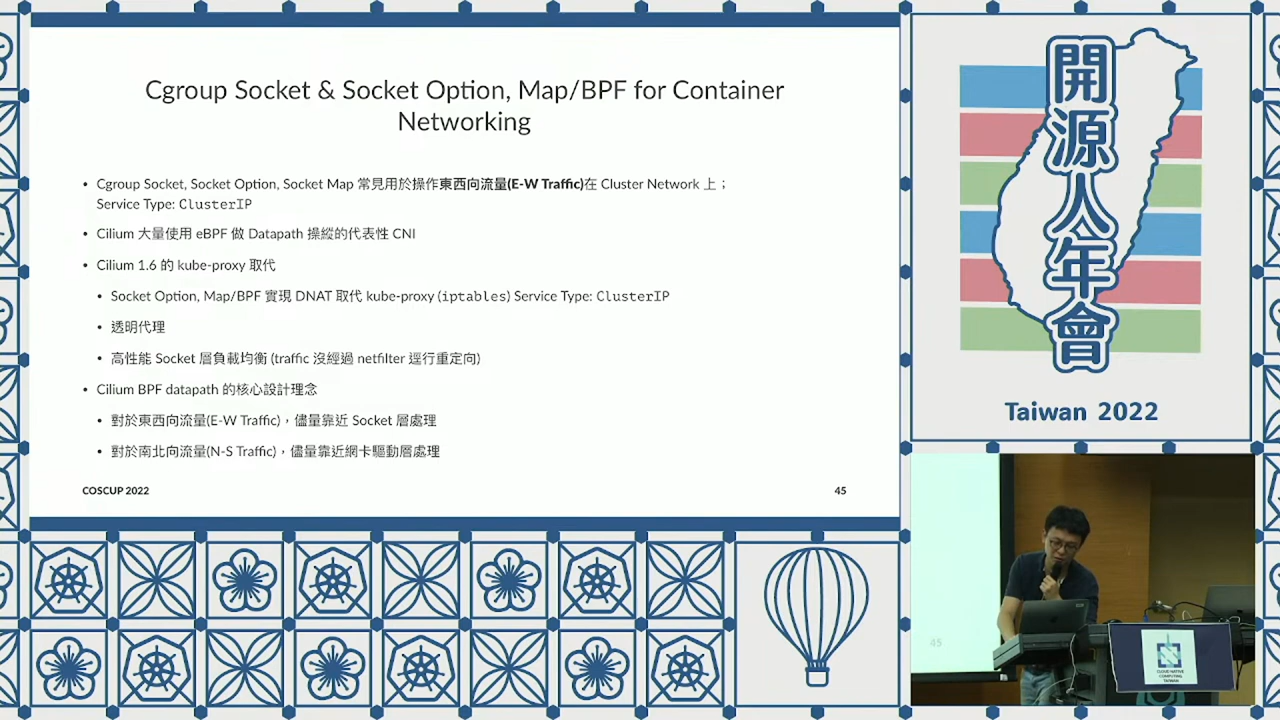 Cgroup Socket & Socket Option, Map/BPF for Container
Networking
• Cgroup Socket, Socket Option, Socket Map 常見用於操作東西向流量(E-W Traffic)在 Cluster Network 上；
Service Type: ClusterIP
• Cilium 大量使用 eBPF 做 Datapath 操縱的代表性 CNI
• Cilium 1.6 的 kube-proxy 取代
• Socket Option, Map/BPF 實現 DNAT 取代 kube-proxy (iptables) Service Type: ClusterIP
• 透明代理
• 高性能 Socket 層負載均衡 (traffic 沒經過 netfilter 逕行重定向)
• Cilium BPF datapath 的核心設計理念
• 對於東西向流量(E-W Traffic)，儘量靠近 Socket 層處理
• 對於南北向流量(N-S Traffic)，儘量靠近網卡驅動層處理
COSCUP 2022
45
開源人年會
Taiwan 2022
45
CLOUD NATIVE
COMPUTING
TAIWAN